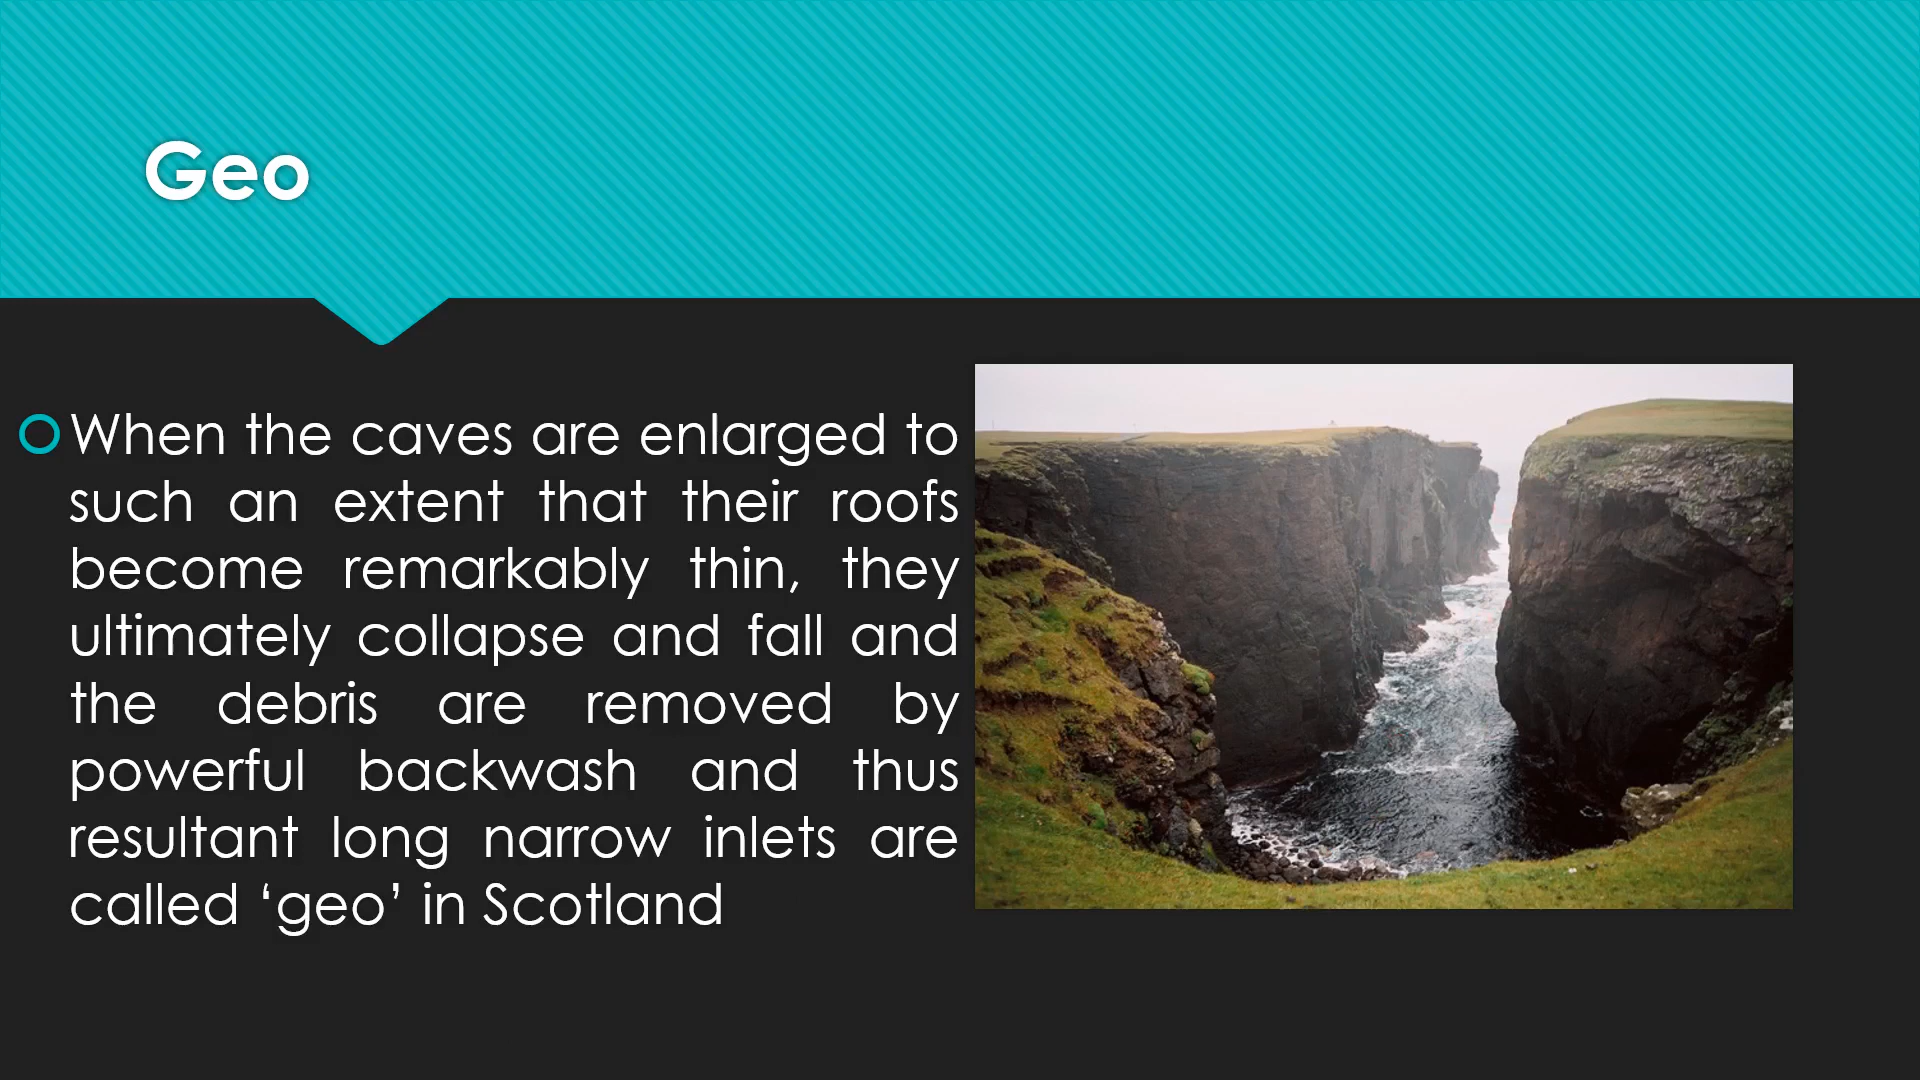 Geo
When the caves are enlarged to
such an extent that their roofs
become remarkably thin, they
ultimately collapse and fall and
the debris are removed by
powerful backwash and thus
resultant long narrow inlets are
called ‘geo’ in Scotland